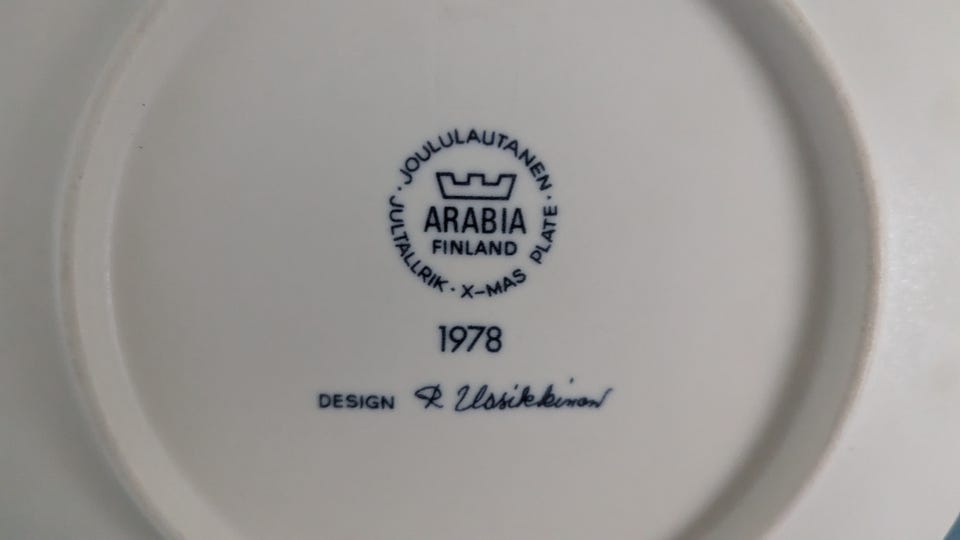 JOULULAUTANEN · X-MAS PLATE · JULTALLRIK ·
ARABIA
FINLAND
1978
DESIGN R Uosikkinen